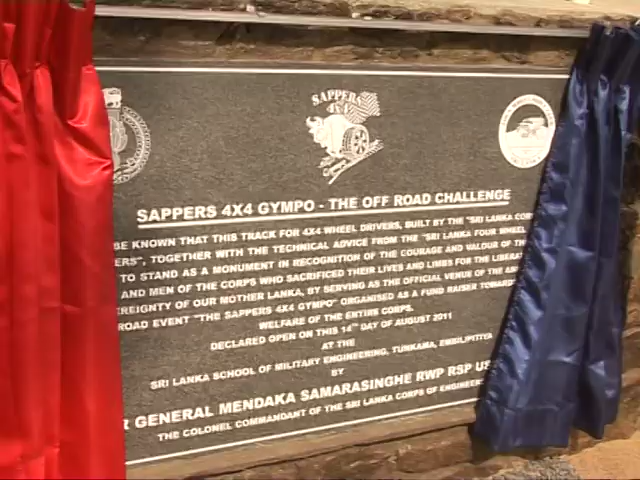 SAPPERS
4X4
SAPPERS 4X4 GYMPO - THE OFF ROAD CHALLENGE
BE KNOWN THAT THIS TRACK FOR 4X4 WHEEL DRIVERS, BUILT BY THE "SRI LANKA COR
ERS", TOGETHER WITH THE TECHNICAL ADVICE FROM THE "SRI LANKA FOUR WHEEL
TO STAND AS A MONUMENT IN RECOGNITION OF THE COURAGE AND VALOUR OF
AND MEN OF THE CORPS WHO SACRIFICED THEIR LIVES AND LIMBS FOR THE LIBERA
EREIGNTY OF OUR MOTHER LANKA, BY SERVING AS THE OFFICIAL VENUE OF THE
ROAD EVENT "THE SAPPERS 4X4 GYMPO" ORGANISED AS A FUND RAISER TOWARD
WELFARE OF THE ENTIRE CORPS.
DECLARED OPEN ON THIS 14TH DAY OF AUGUST 2011
AT THE
SRI LANKA SCHOOL OF MILITARY ENGINEERING, TUNKAMA, EMBILIPITIYA
BY
R GENERAL MENDAKA SAMARASINGHE RWP RSP US
THE COLONEL COMMANDANT OF THE SRI LANKA CORPS OF ENGINEE